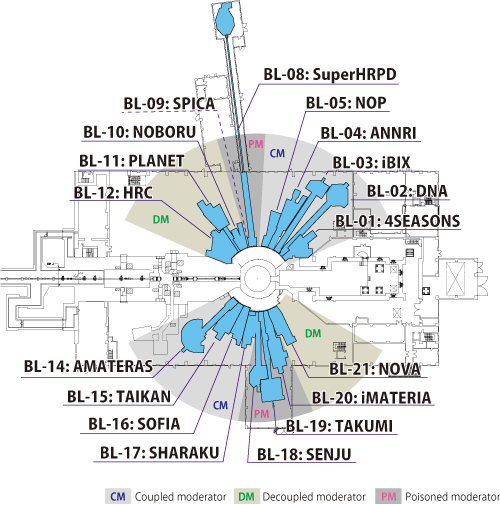 BL-08: SuperHRPD
BL-09: SPICA
BL-05: NOP
BL-10: NOBORU
BL-04: ANNRI
PM
CM
BL-11: PLANET
BL-03: iBIX
BL-12: HRC
BL-02: DNA
DM
BL-01: 4SEASONS
DM
BL-14: AMATERAS
BL-21: NOVA
BL-15: TAIKAN
BL-20: iMATERIA
CM
PM
BL-16: SOFIA
BL-19: TAKUMI
BL-17: SHARAKU
BL-18: SENJU
CM Coupled moderator DM Decoupled moderator PM Poisoned moderator